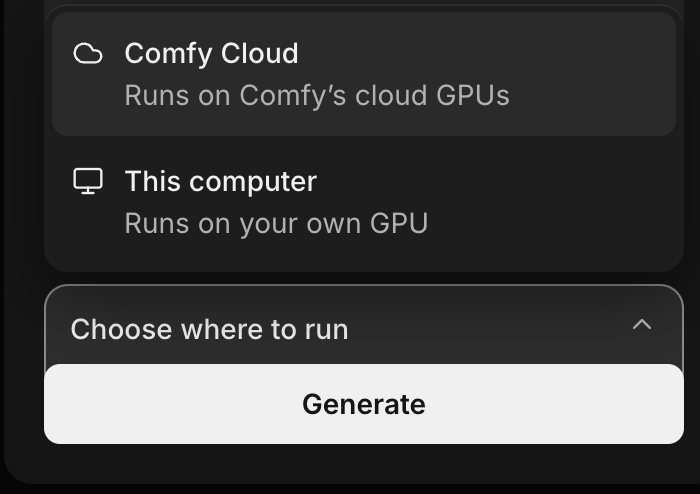 Comfy Cloud
Runs on Comfy’s cloud GPUs
This computer
Runs on your own GPU
Choose where to run
Generate